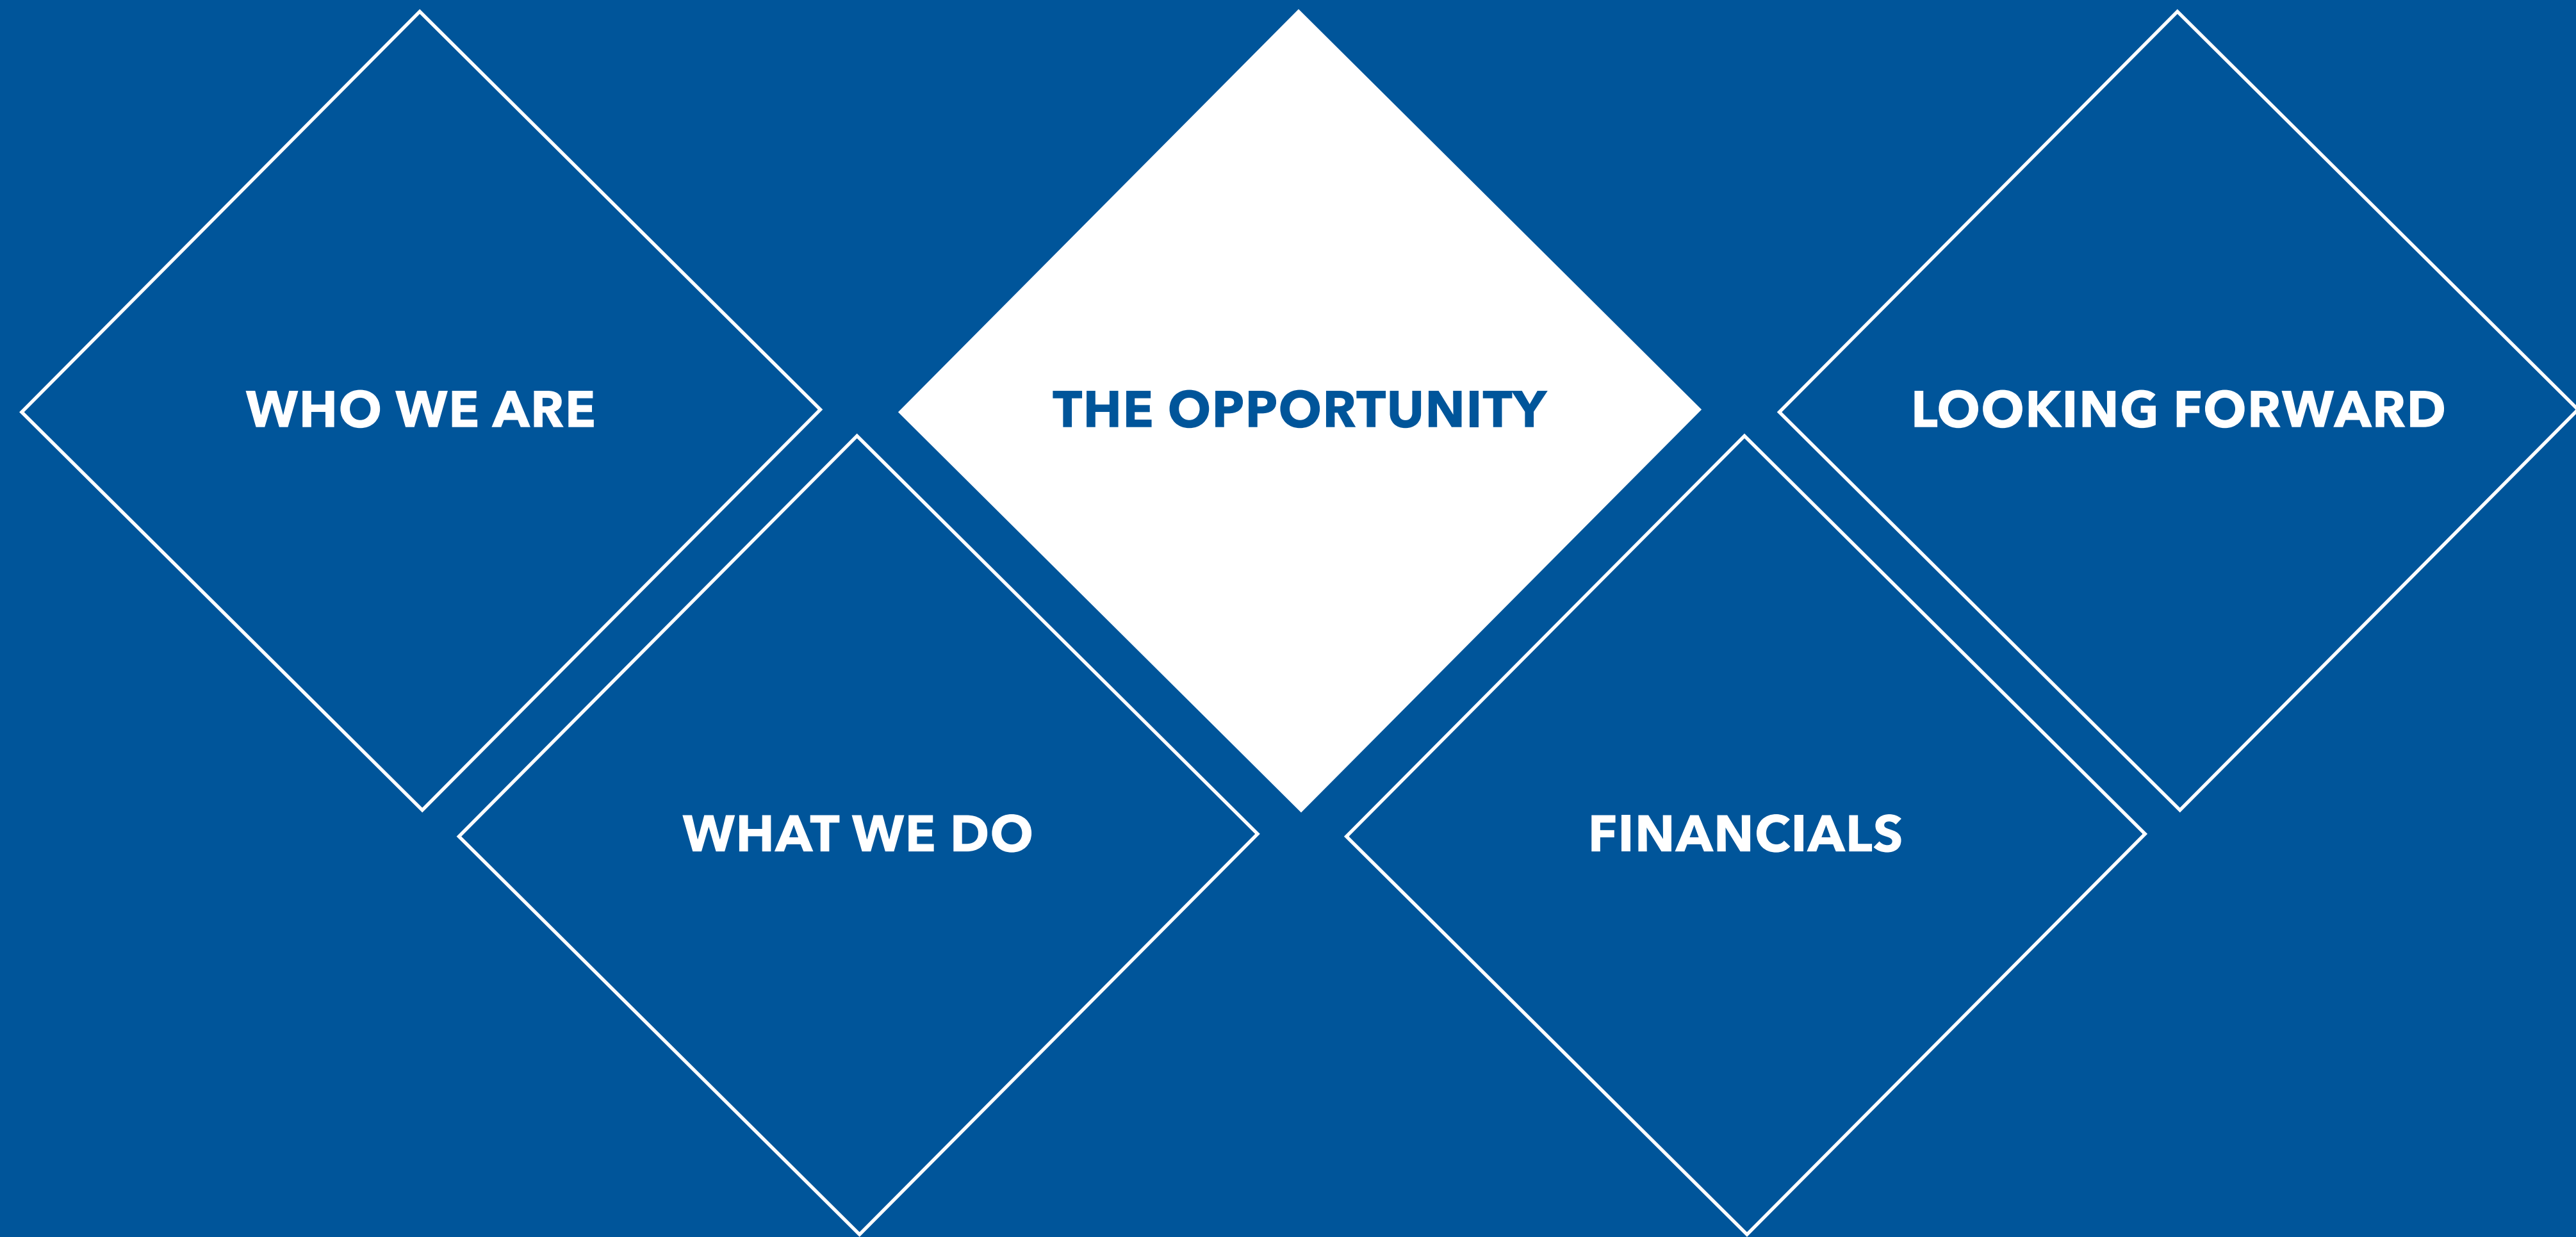 WHO WE ARE
THE OPPORTUNITY
LOOKING FORWARD
WHAT WE DO
FINANCIALS